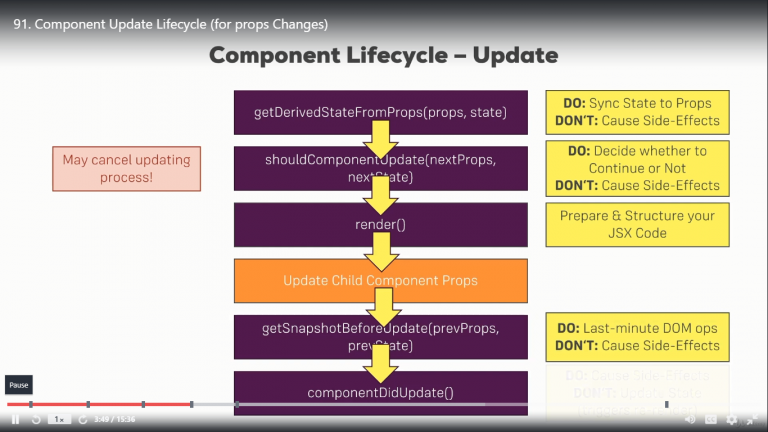 91. Component Update Lifecycle (for props Changes)
Component Lifecycle – Update
getDerivedStateFromProps(props, state)
DO: Sync State to Props
DON'T: Cause Side-Effects
May cancel updating
process!
shouldComponentUpdate(nextProps,
nextState)
DO: Decide whether to
Continue or Not
DON'T: Cause Side-Effects
render()
Prepare & Structure your
JSX Code
Update Child Component Props
getSnapshotBeforeUpdate(prevProps,
prevState)
DO: Last-minute DOM ops
DON'T: Cause Side-Effects
componentDidUpdate()
DO: Cause Side-Effects
DON'T: Update State
Pause
1x
3:49 / 15:36